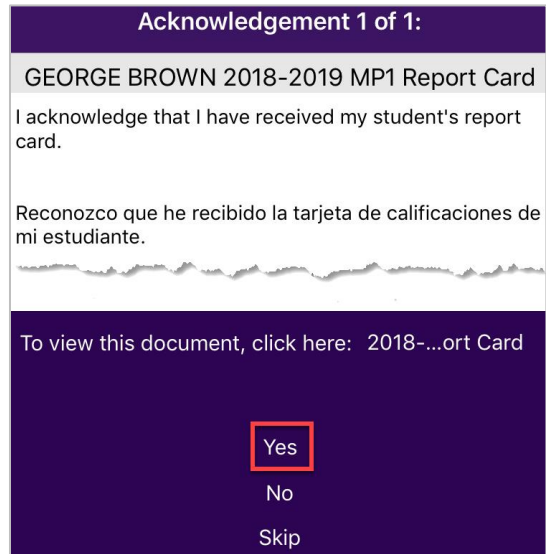 Acknowledgement 1 of 1:
GEORGE BROWN 2018-2019 MP1 Report Card
I acknowledge that I have received my student's report
card.
Reconozco que he recibido la tarjeta de calificaciones de
mi estudiante.
To view this document, click here: 2018-...ort Card
Yes
No
Skip